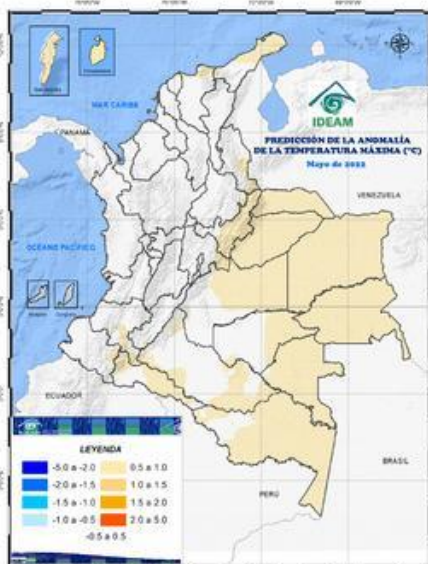 MAR CARIBE
PANAMÁ
IDEAM
PREDICCIÓN DE LA ANOMALÍA
DE LA TEMPERATURA MÁXIMA (°C)
Mayo de 2022
VENEZUELA
OCÉANO PACÍFICO
ECUADOR
BRASIL
PERÚ
LEYENDA
-5.0 a -2.0
0.5 a 1.0
-2.0 a -1.5
1.0 a 1.5
-1.5 a -1.0
1.5 a 2.0
-1.0 a -0.5
2.0 a 5.0
-0.5 a 0.5